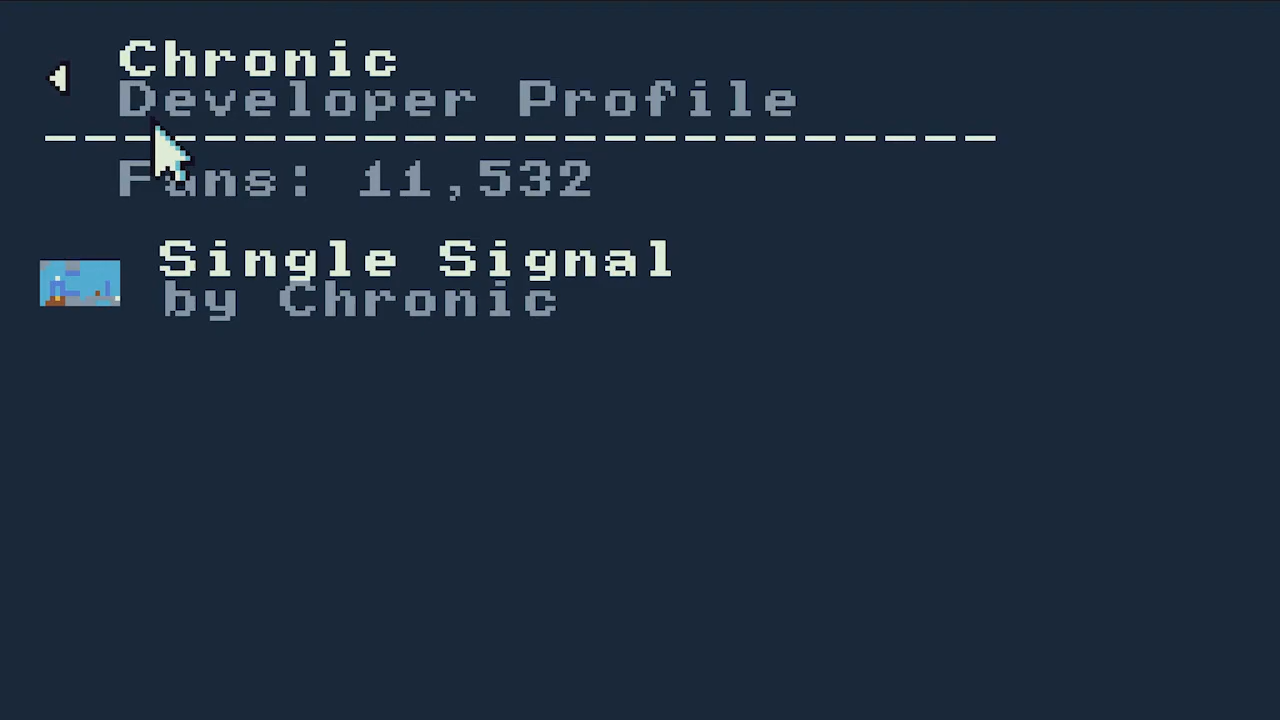 Chronic
Developer Profile
Fans: 11,532
Single Signal
by Chronic